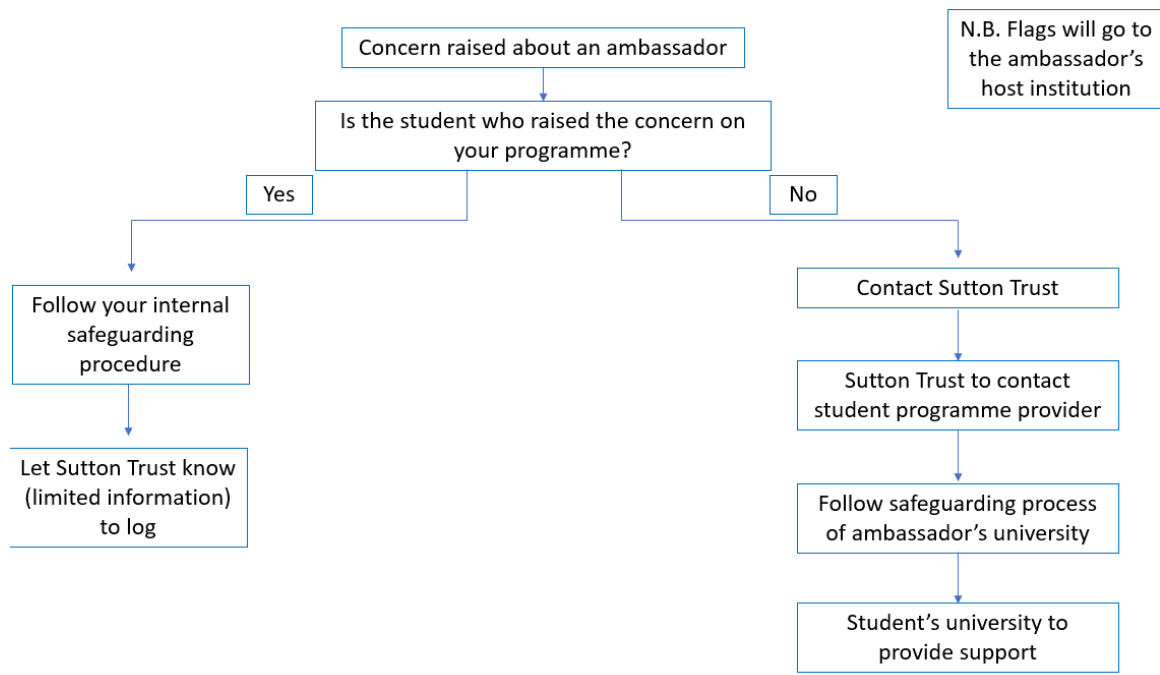 Concern raised about an ambassador
N.B. Flags will go to
the ambassador's
host institution
Is the student who raised the concern on
your programme?
Yes
No
Follow your internal
safeguarding
procedure
Let Sutton Trust know
(limited information)
to log
Contact Sutton Trust
Sutton Trust to contact
student programme provider
Follow safeguarding process
of ambassador's university
Student's university to
provide support